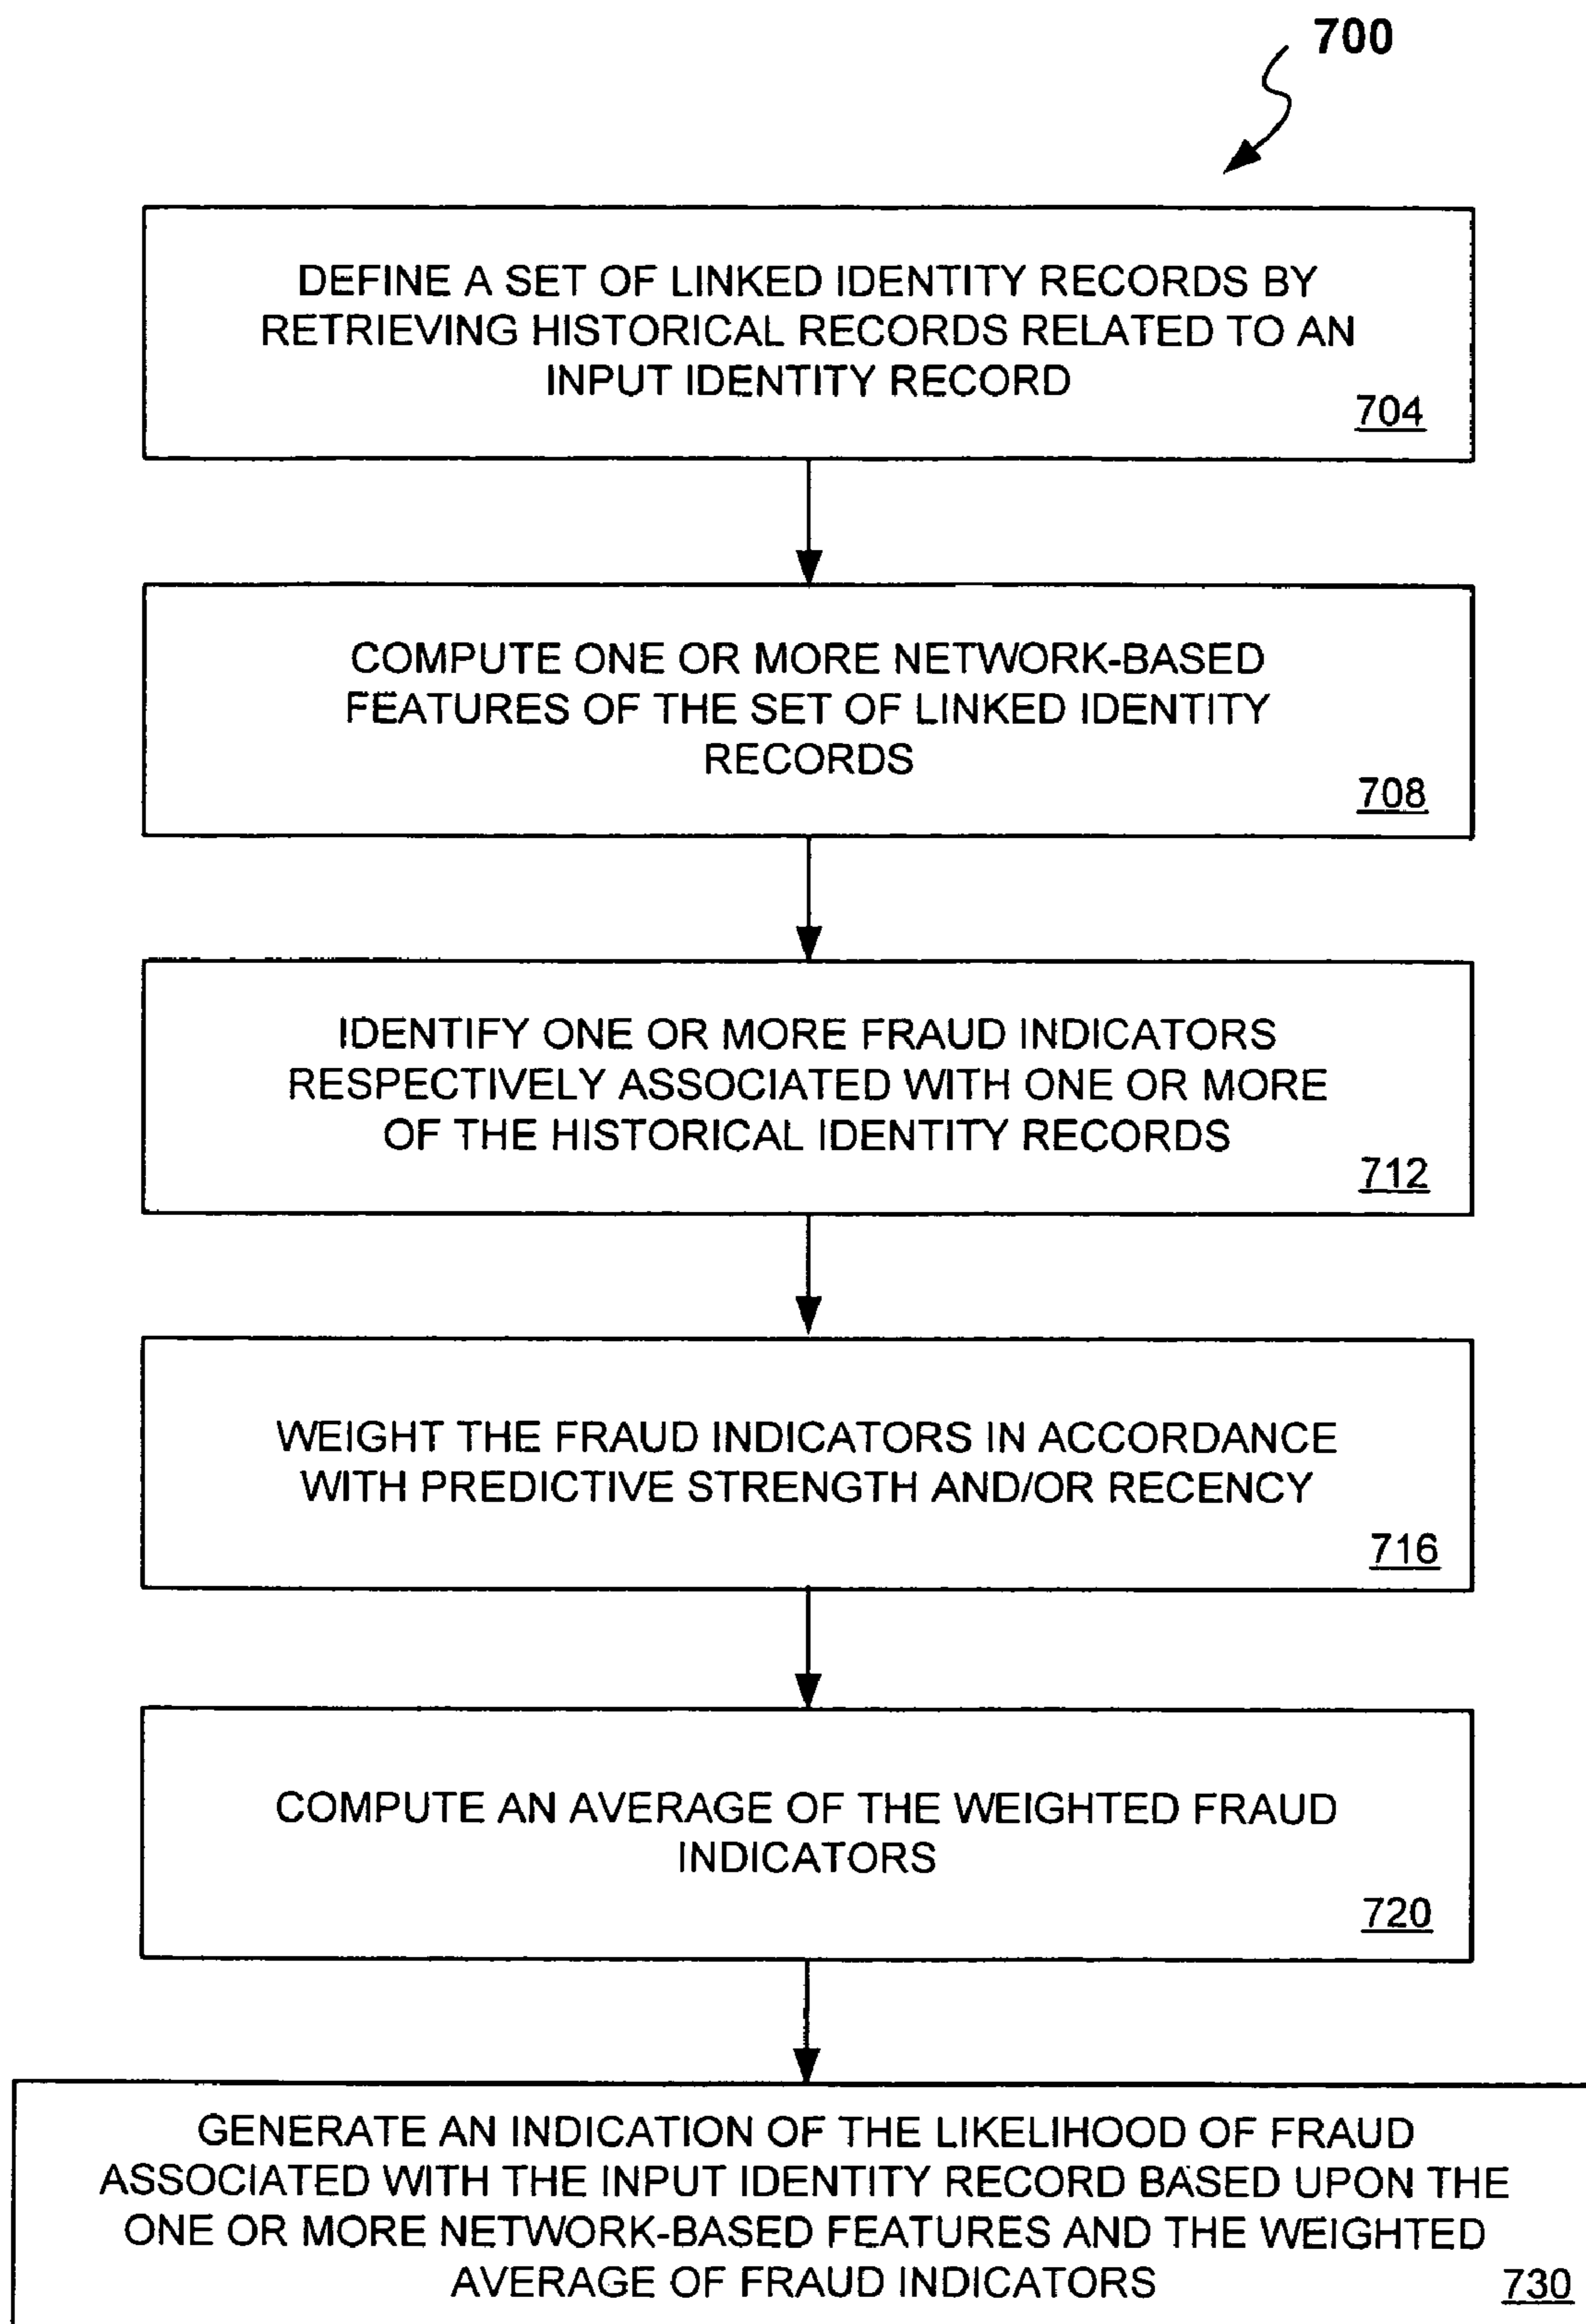 700
DEFINE A SET OF LINKED IDENTITY RECORDS BY
RETRIEVING HISTORICAL RECORDS RELATED TO AN
INPUT IDENTITY RECORD
704
COMPUTE ONE OR MORE NETWORK-BASED
FEATURES OF THE SET OF LINKED IDENTITY
RECORDS
708
IDENTIFY ONE OR MORE FRAUD INDICATORS
RESPECTIVELY ASSOCIATED WITH ONE OR MORE
OF THE HISTORICAL IDENTITY RECORDS
712
WEIGHT THE FRAUD INDICATORS IN ACCORDANCE
WITH PREDICTIVE STRENGTH AND/OR RECENCY
716
COMPUTE AN AVERAGE OF THE WEIGHTED FRAUD
INDICATORS
720
GENERATE AN INDICATION OF THE LIKELIHOOD OF FRAUD
ASSOCIATED WITH THE INPUT IDENTITY RECORD BASED UPON THE
ONE OR MORE NETWORK-BASED FEATURES AND THE WEIGHTED
AVERAGE OF FRAUD INDICATORS
730